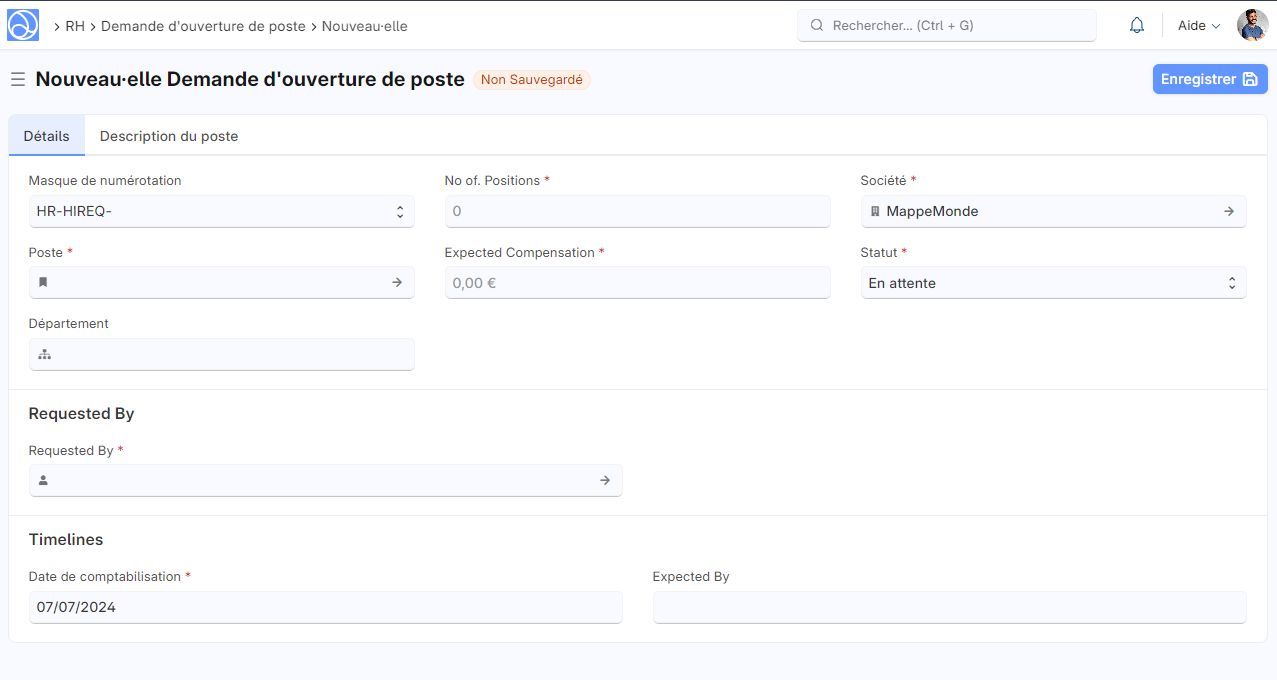 RH Demande d'ouverture de poste Nouveau·elle
Rechercher... (Ctrl + G)
Aide
Nouveau·elle Demande d'ouverture de poste
Non Sauvegardé
Enregistrer
Détails
Description du poste
Masque de numérotation
No of. Positions *
Société *
HR-HIREQ-
0
MappeMonde
Poste *
Expected Compensation *
Statut *
0,00 €
En attente
Département
Requested By
Requested By *
Timelines
Date de comptabilisation *
Expected By
07/07/2024